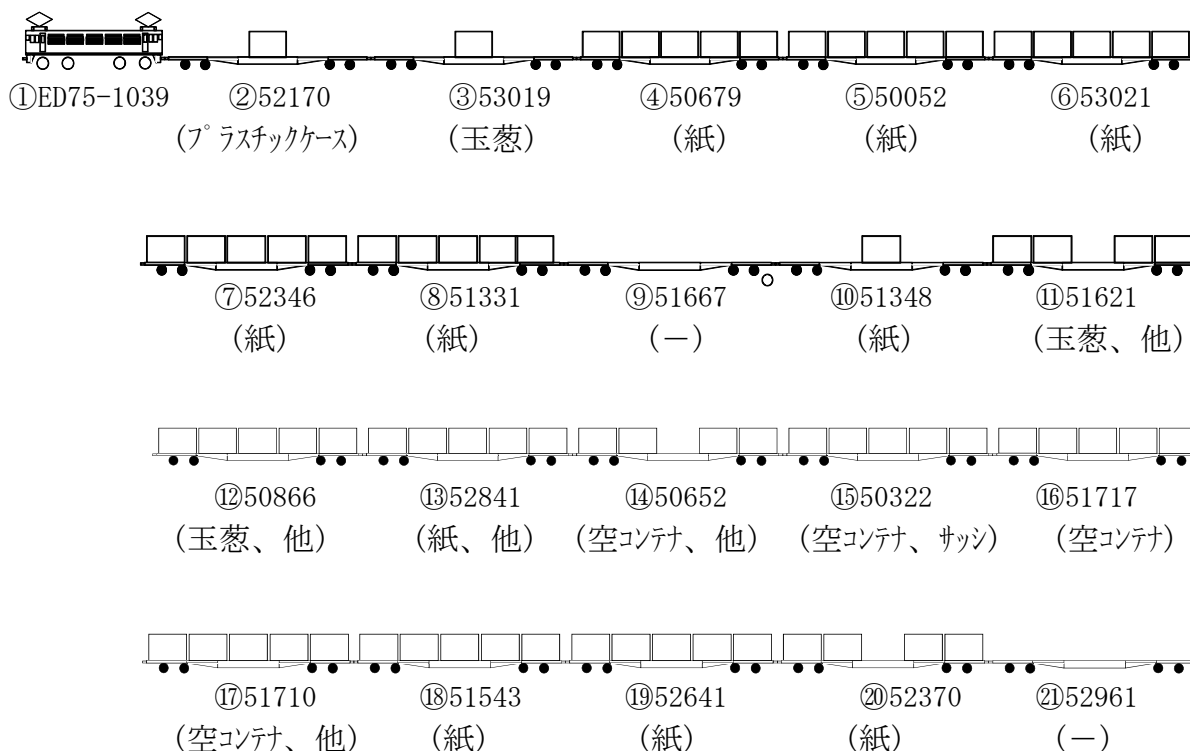 ①ED75-1039 ②52170 ③53019 ④50679 ⑤50052 ⑥53021
(プラスチックケース) (玉葱) (紙) (紙) (紙)
⑦52346 ⑧51331 ⑨51667 ⑩51348 ⑪51621
(紙) (紙) (－) (紙) (玉葱、他)
⑫50866 ⑬52841 ⑭50652 ⑮50322 ⑯51717
(玉葱、他) (紙、他) (空コンテナ、他) (空コンテナ、サッシ) (空コンテナ)
⑰51710 ⑱51543 ⑲52641 ⑳52370 ㉑52961
(空コンテナ、他) (紙) (紙) (紙) (－)